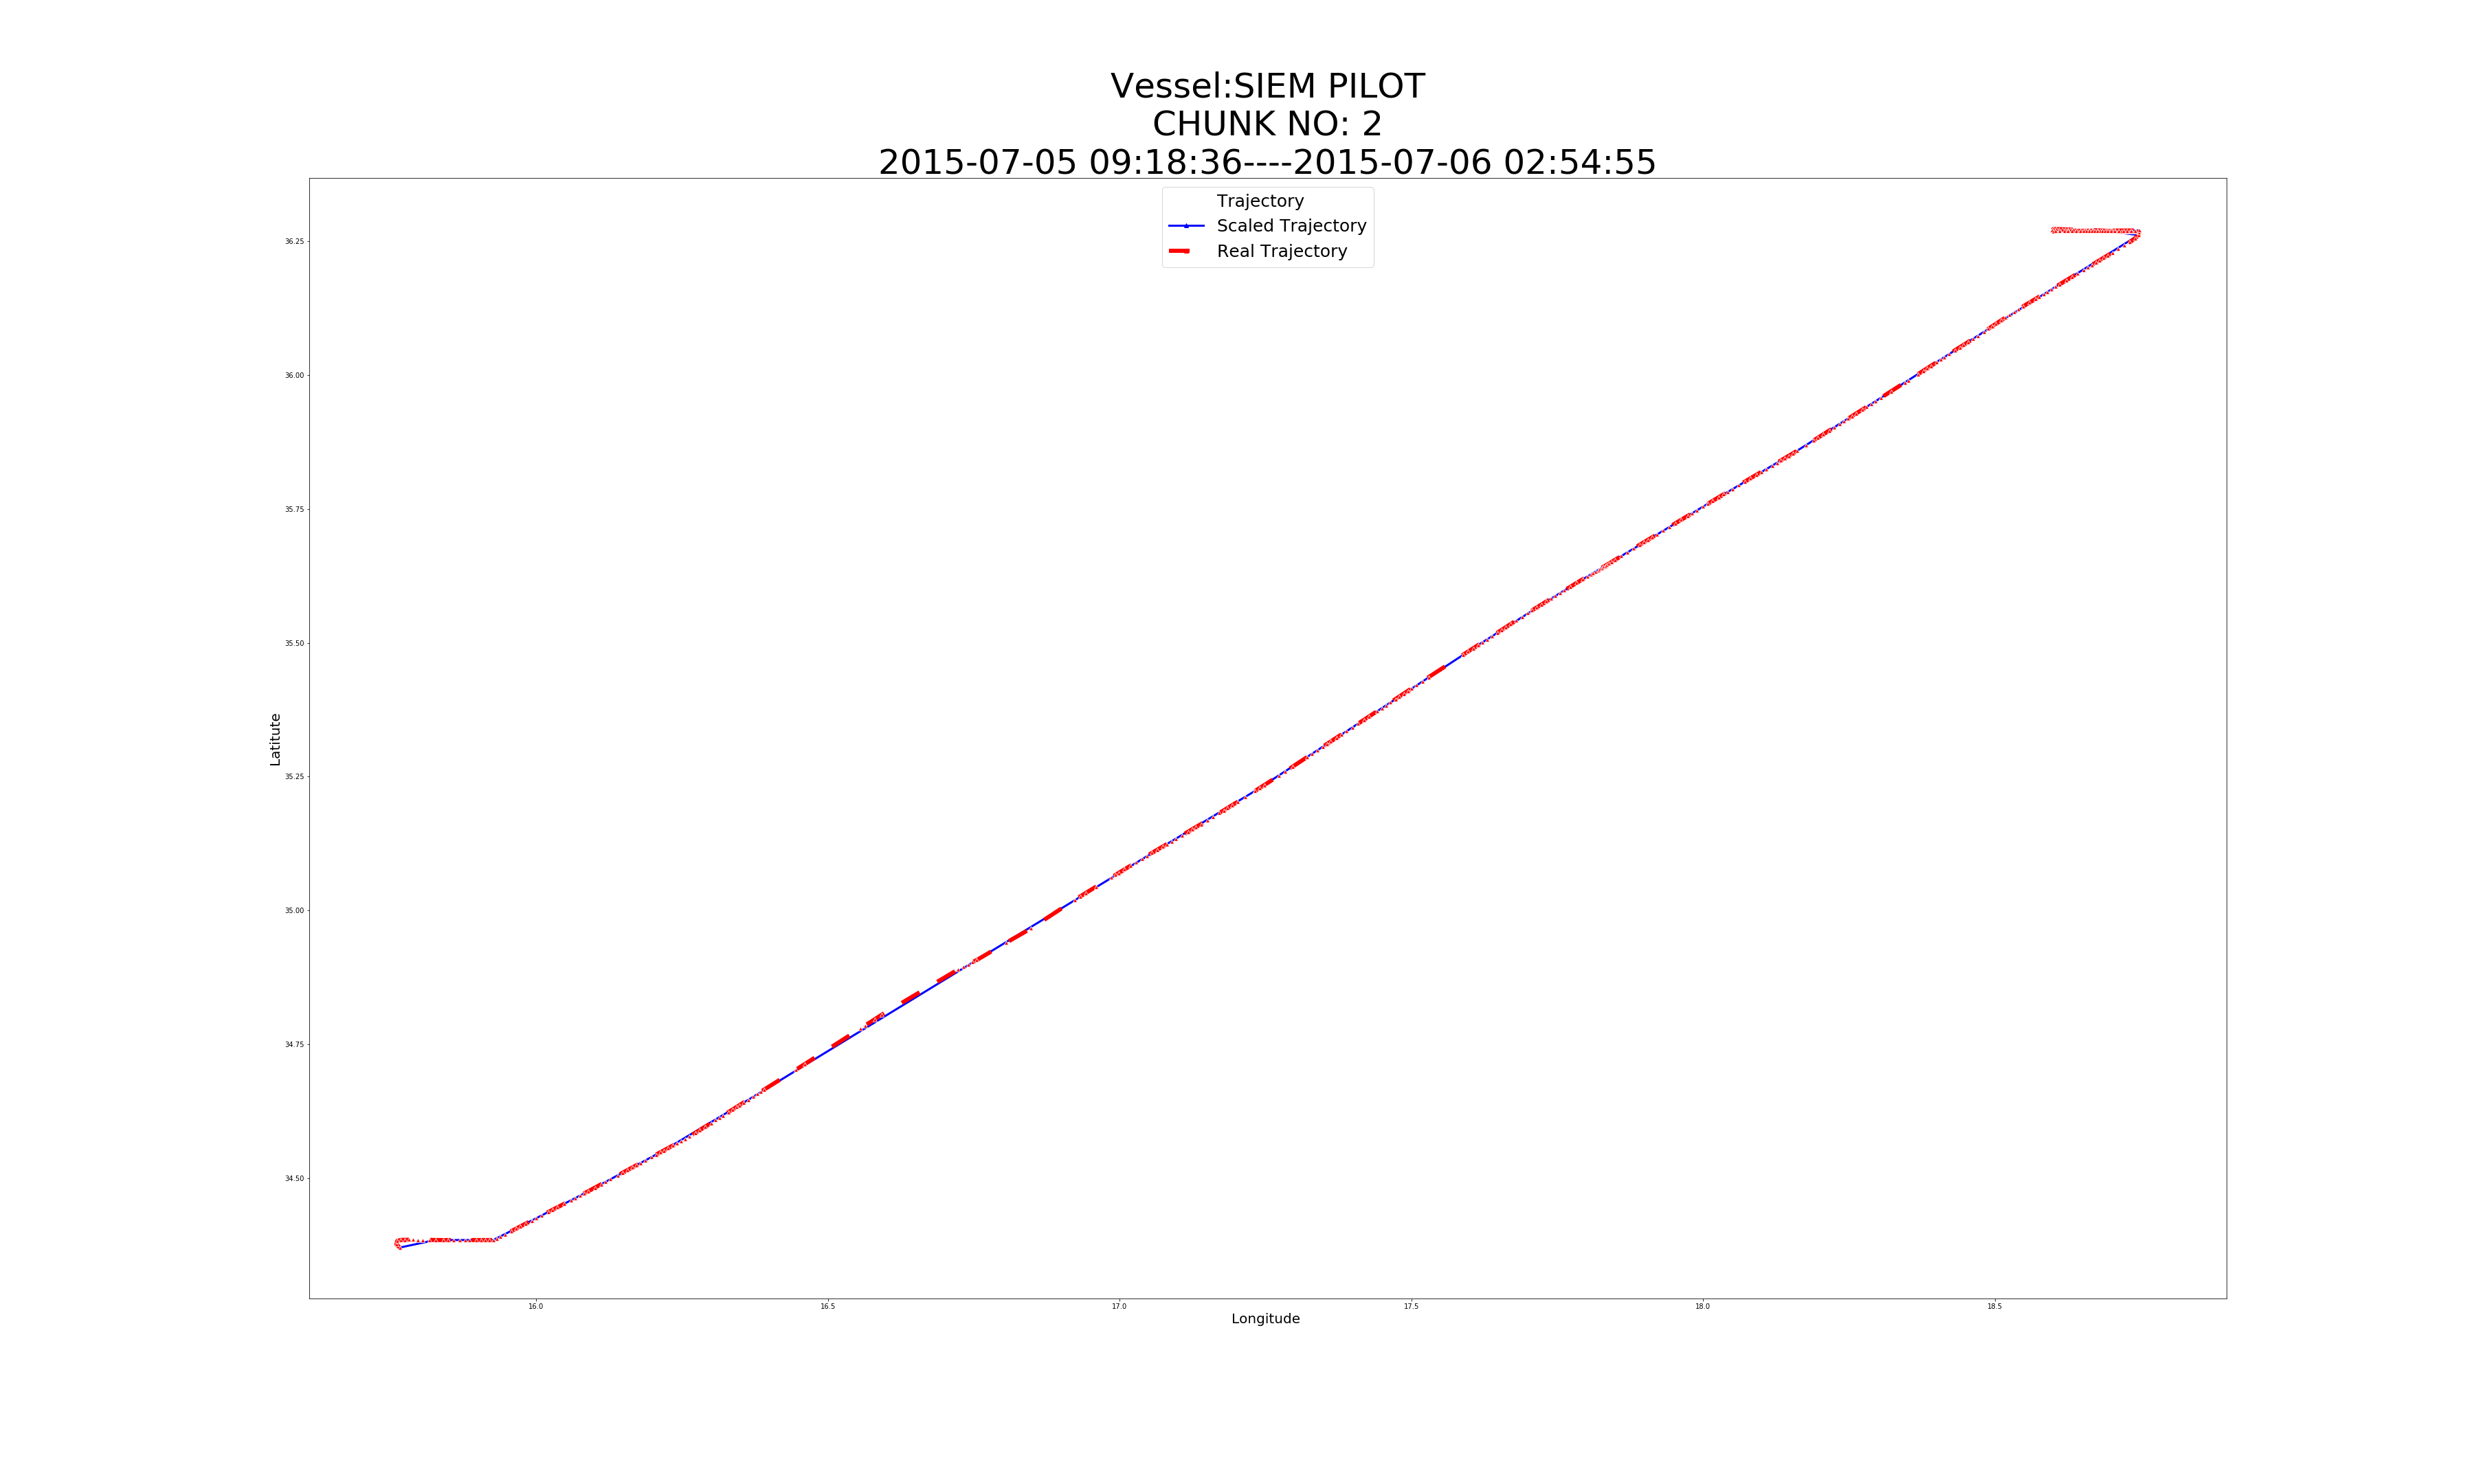 Vessel:SIEM PILOT
CHUNK NO: 2
2015-07-05 09:18:36----2015-07-06 02:54:55
Trajectory
Scaled Trajectory
Real Trajectory
36.25
36.00
35.75
35.50
35.25
35.00
34.75
34.50
Latitute
16.0 16.5 17.0 17.5 18.0 18.5
Longitude